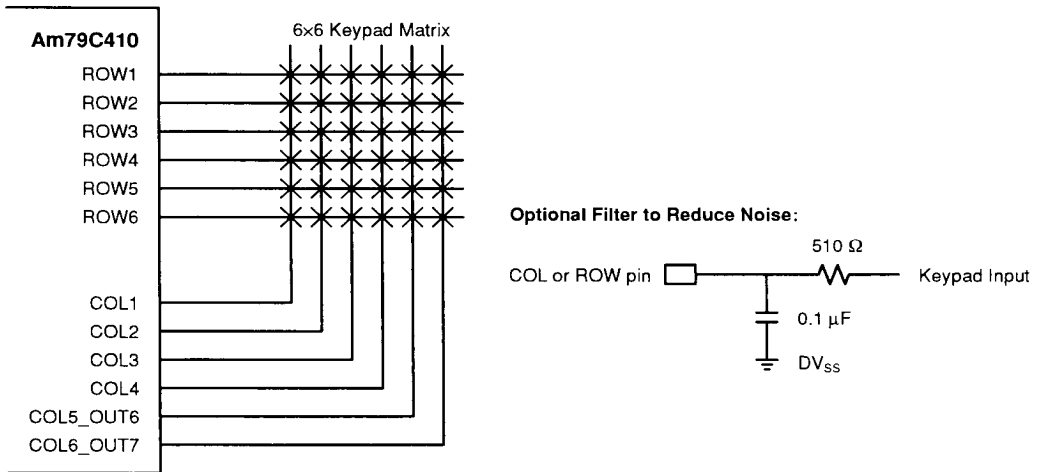 Am79C410
6×6 Keypad Matrix
ROW1
ROW2
ROW3
ROW4
ROW5
ROW6
COL1
COL2
COL3
COL4
COL5_OUT6
COL6_OUT7
Optional Filter to Reduce Noise:
510 Ω
COL or ROW pin
Keypad Input
0.1 μF
DVSS